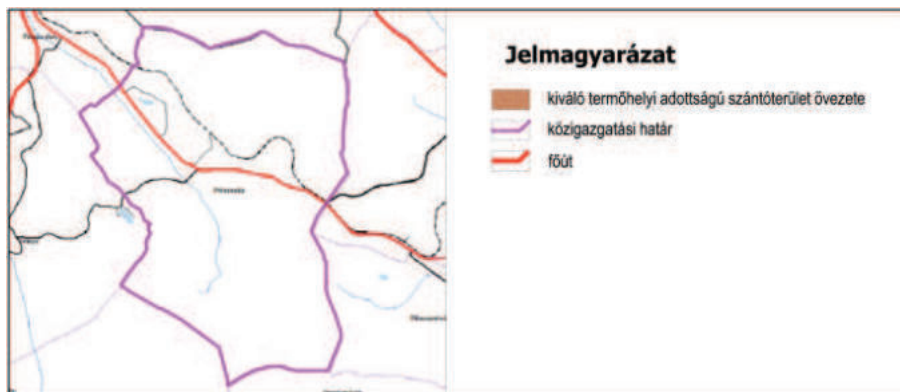 Jelmagyarázat
kiváló termőhelyi adottságú szántóterület övezete
közigazgatási határ
főút